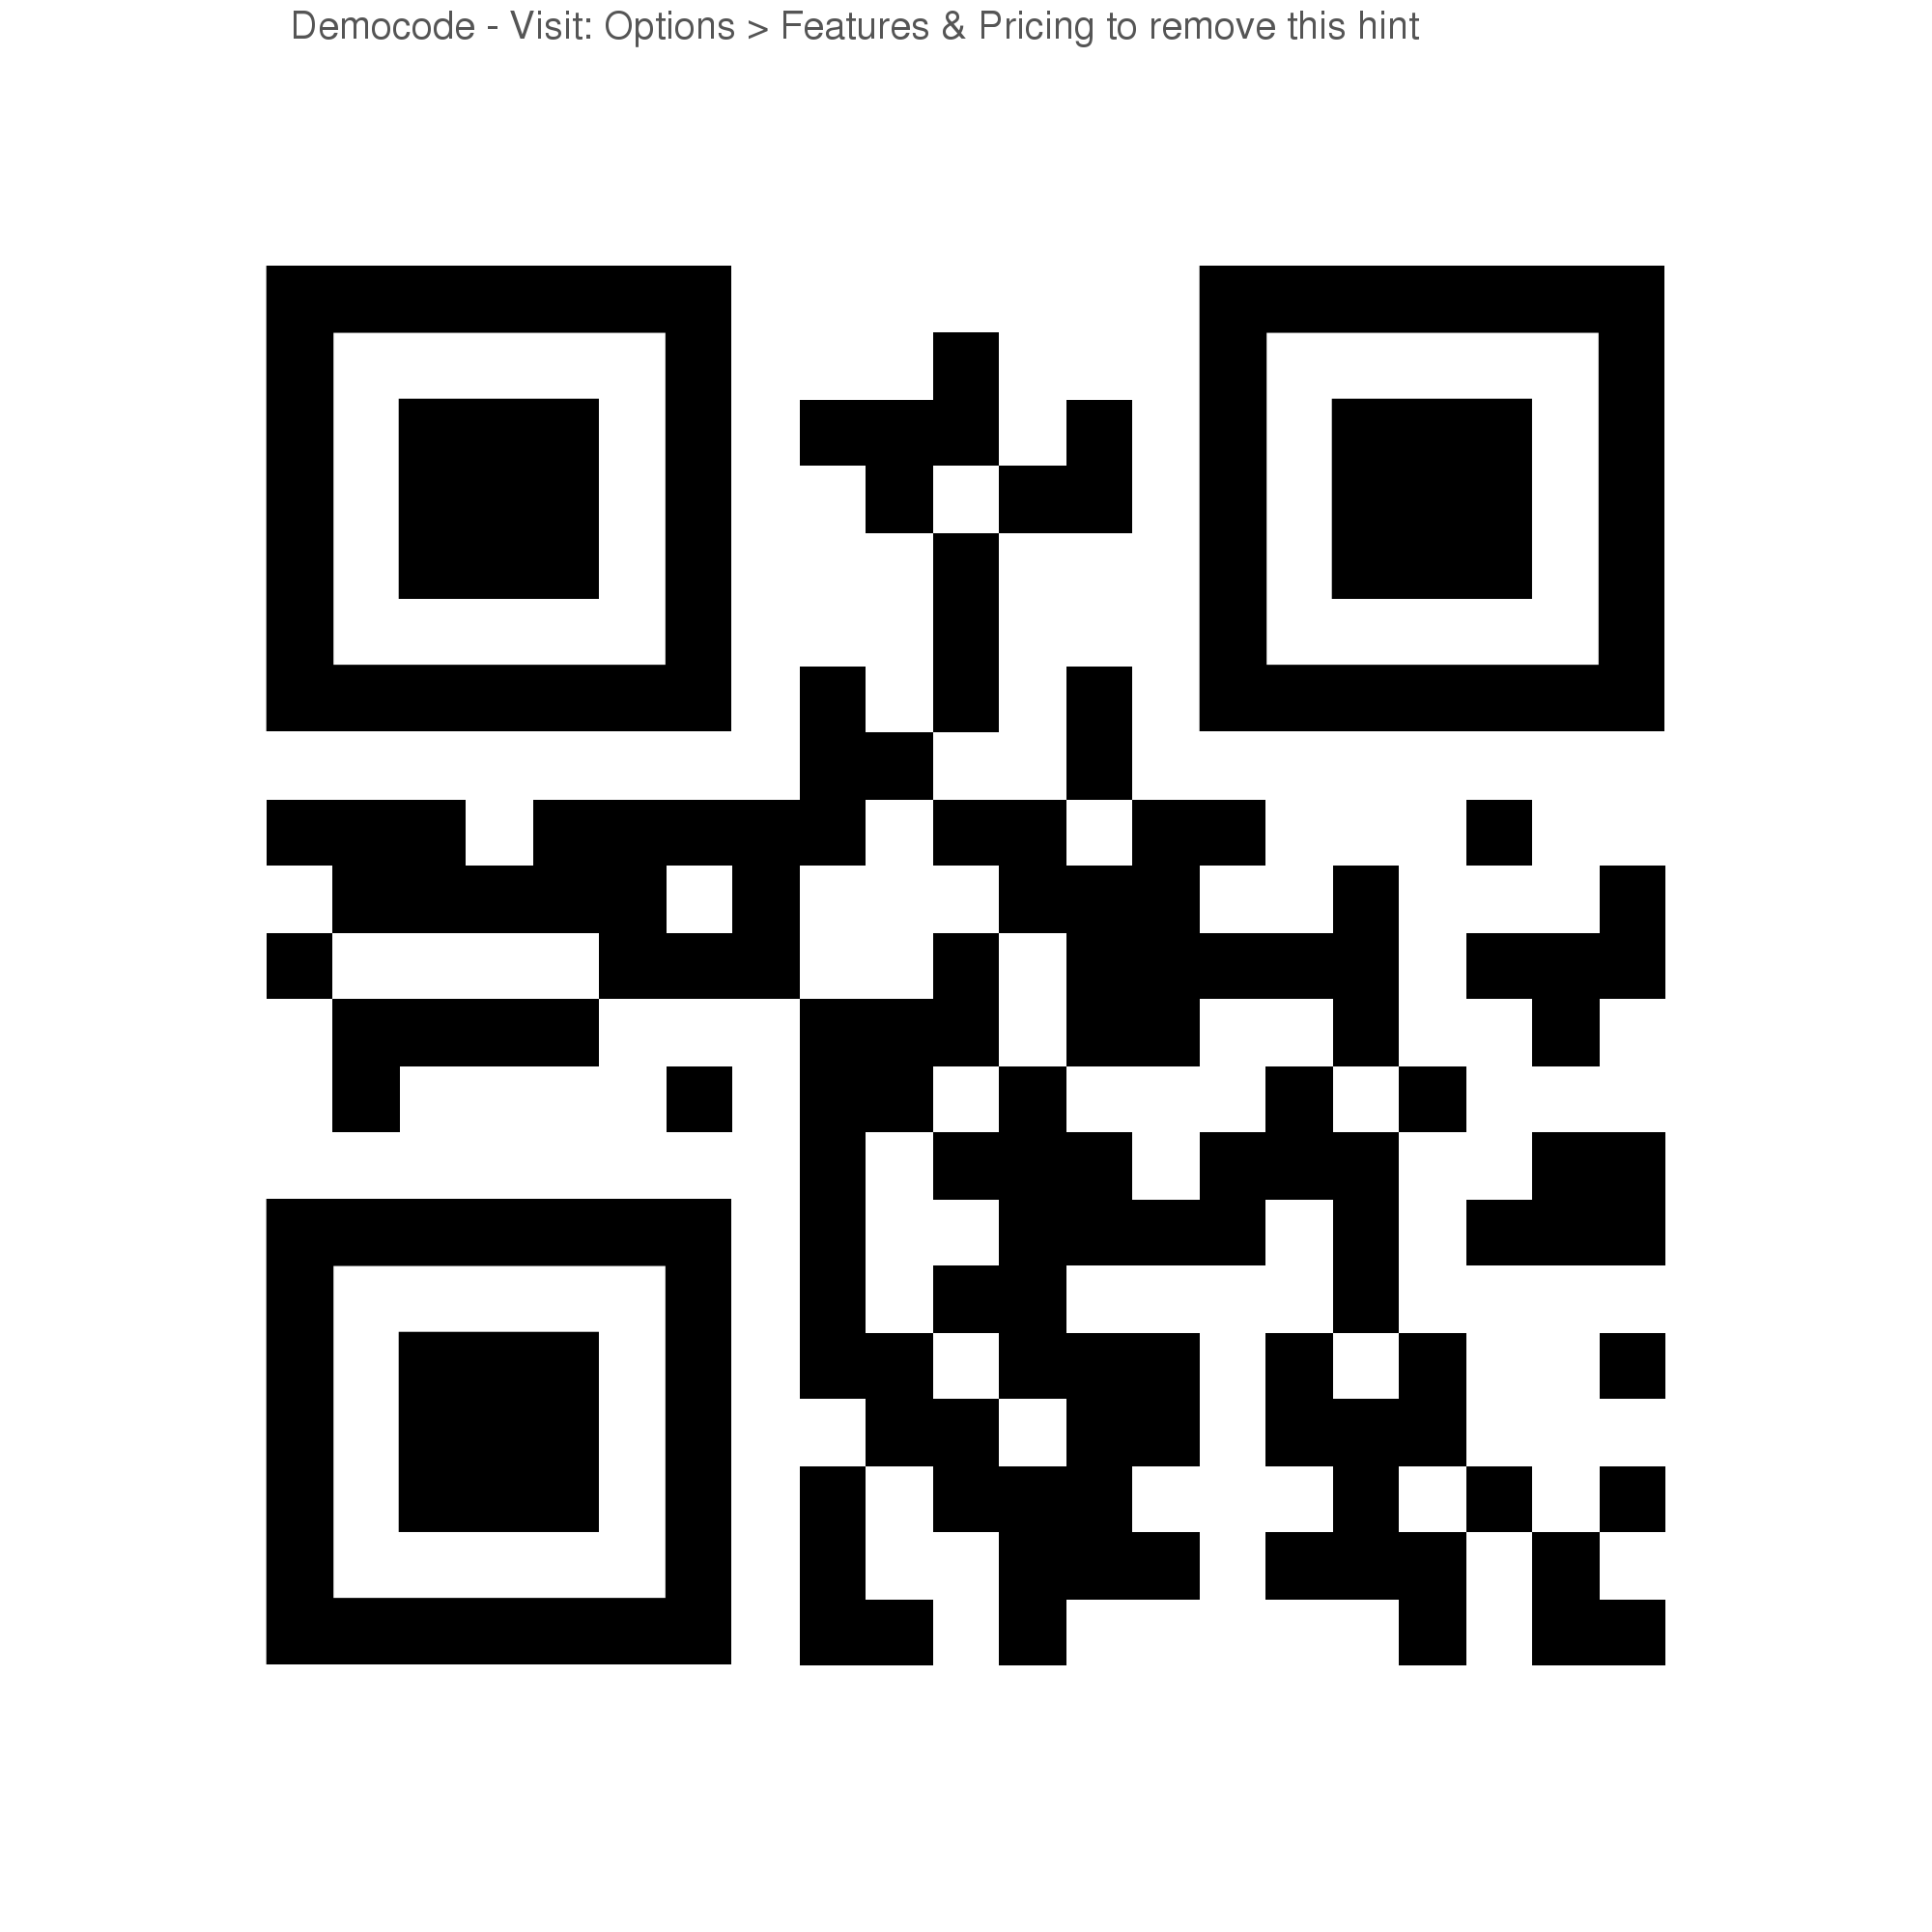 Democode - Visit: Options > Features & Pricing to remove this hint